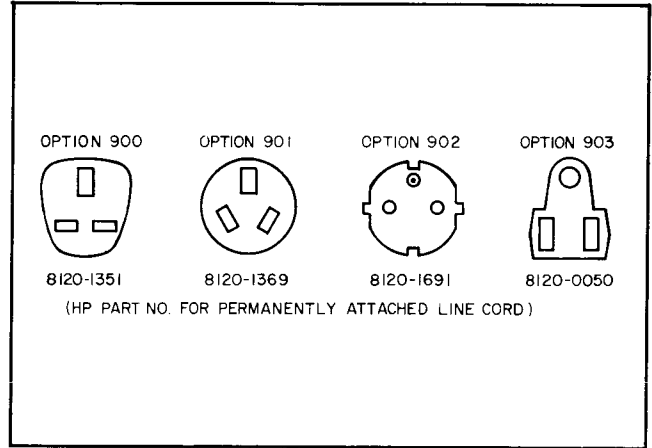 OPTION 900 OPTION 901 OPTION 902 OPTION 903
8120-1351 8120-1369 8120-1691 8120-0050
(HP PART NO. FOR PERMANENTLY ATTACHED LINE CORD)